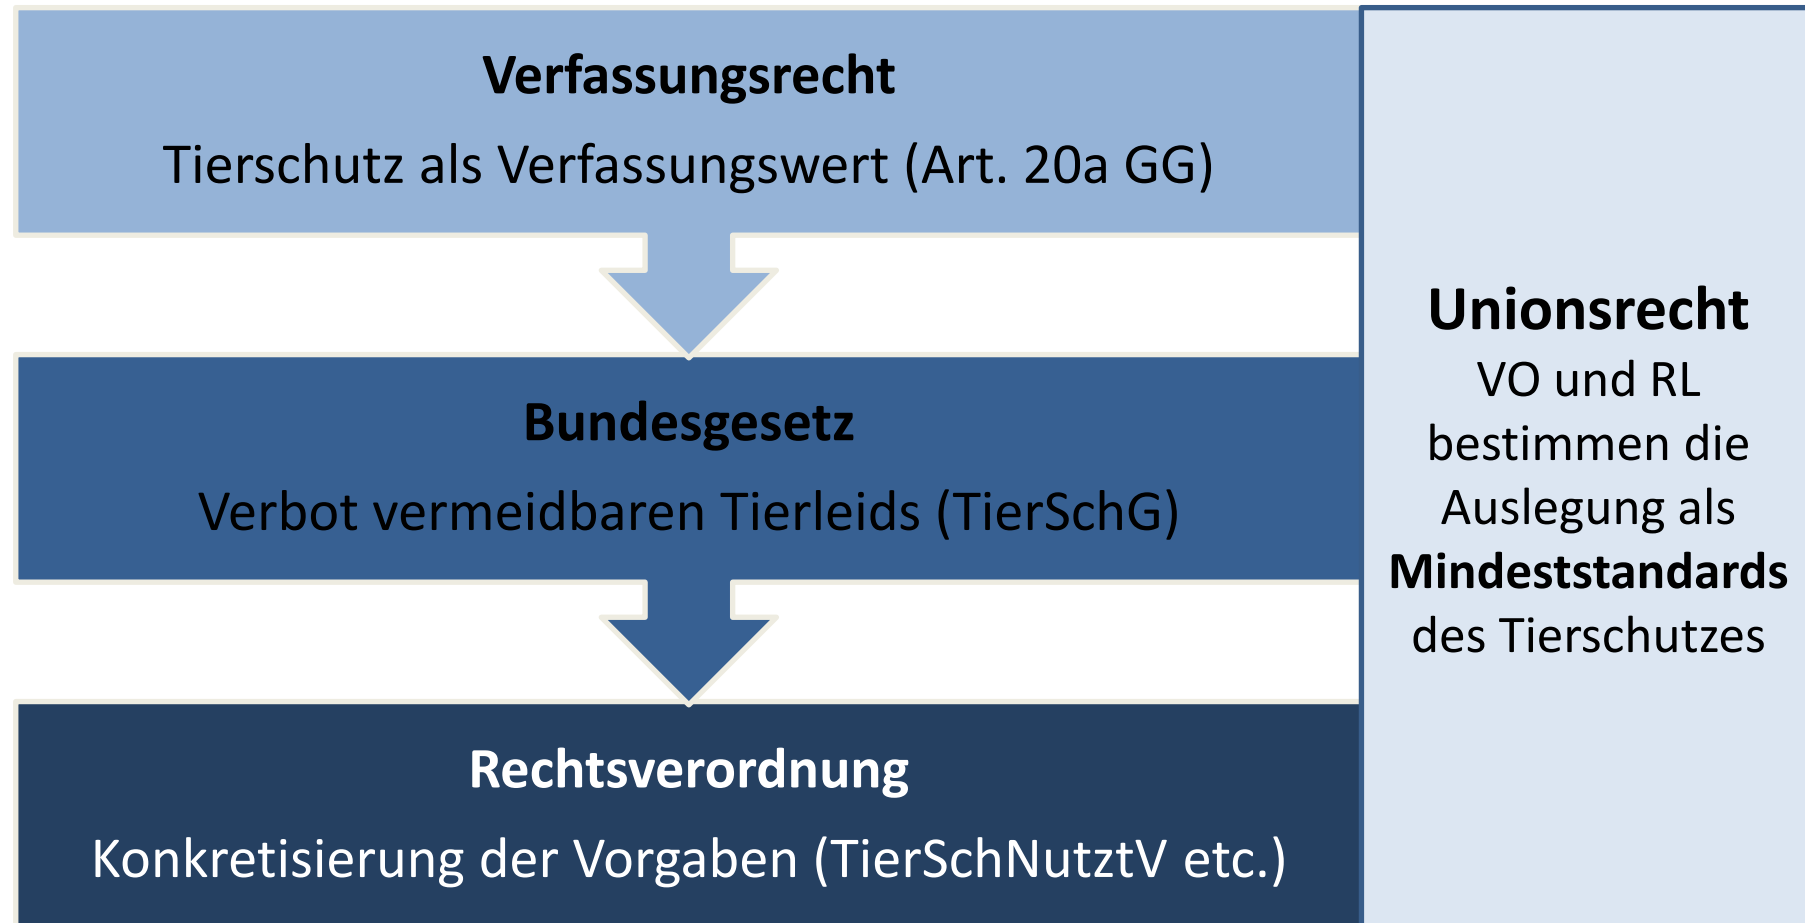 Verfassungsrecht
Tierschutz als Verfassungswert (Art. 20a GG)
Bundesgesetz
Verbot vermeidbaren Tierleids (TierSchG)
Rechtsverordnung
Konkretisierung der Vorgaben (TierSchNutztV etc.)
Unionsrecht
VO und RL
bestimmen die
Auslegung als
Mindeststandards
des Tierschutzes